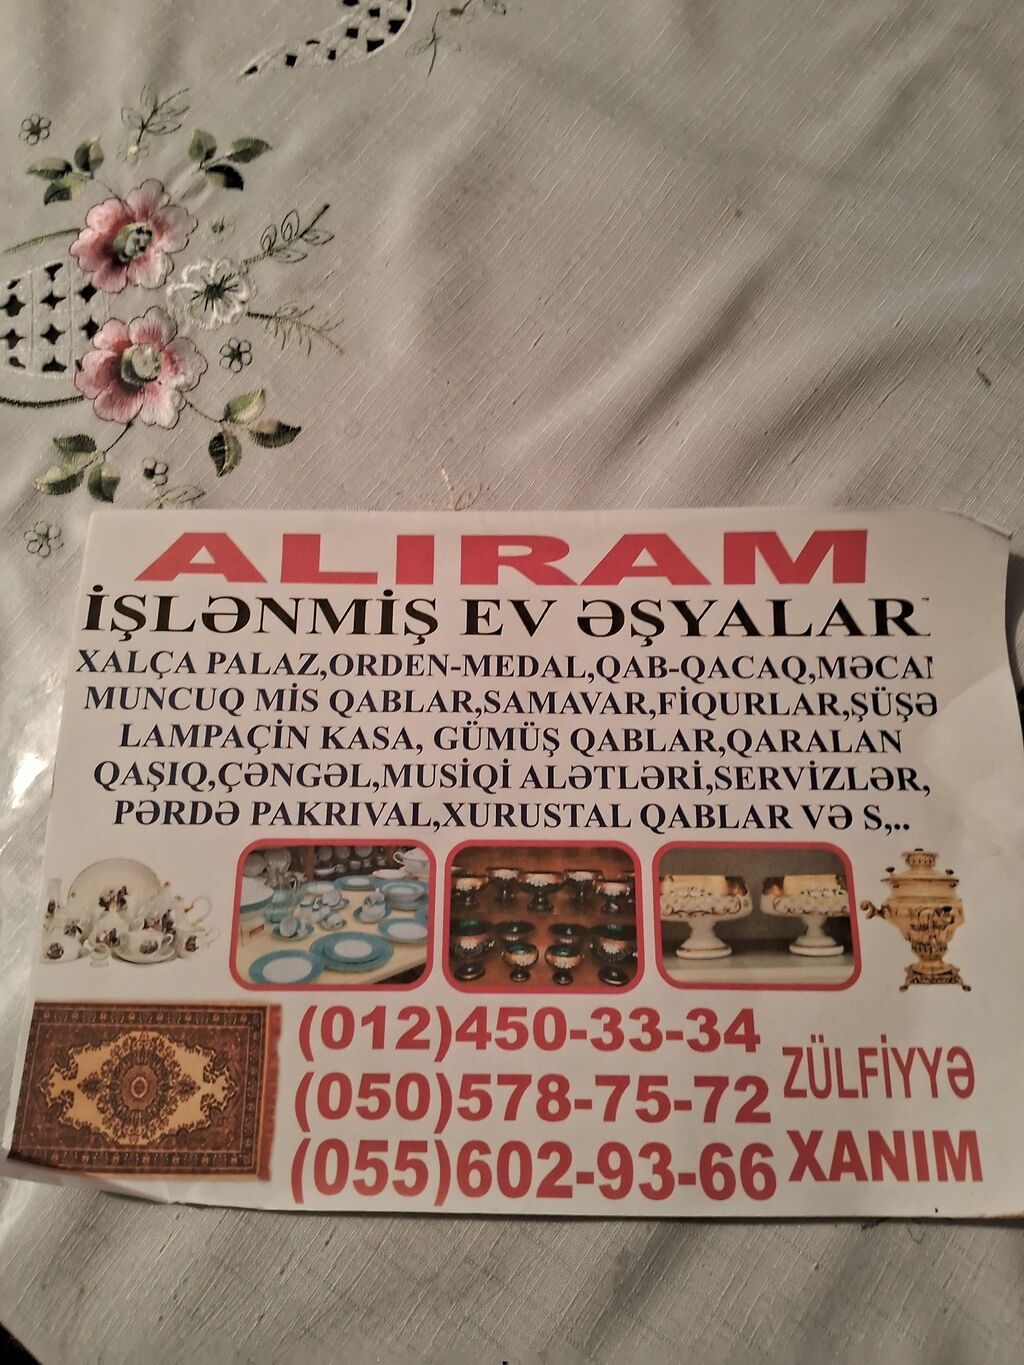 ALIRAM
İŞLƏNMİŞ EV ƏŞYALAR
XALÇA PALAZ,ORDEN-MEDAL,QAB-QACAQ,MƏCAN
MUNCUQ MİS QABLAR,SAMAVAR,FİQURLAR,ŞÜŞƏ
LAMPAÇİN KASA, GÜMÜŞ QABLAR,QARALAN
QAŞIQ,ÇƏNGƏL,MUSİQİ ALƏTLƏRİ,SERVİZLƏR,
PƏRDƏ PAKRIVAL,XURUSTAL QABLAR VƏ S,..
(012)450-33-34
(050)578-75-72
(055)602-93-66
ZÜLFİYYƏ
XANIM